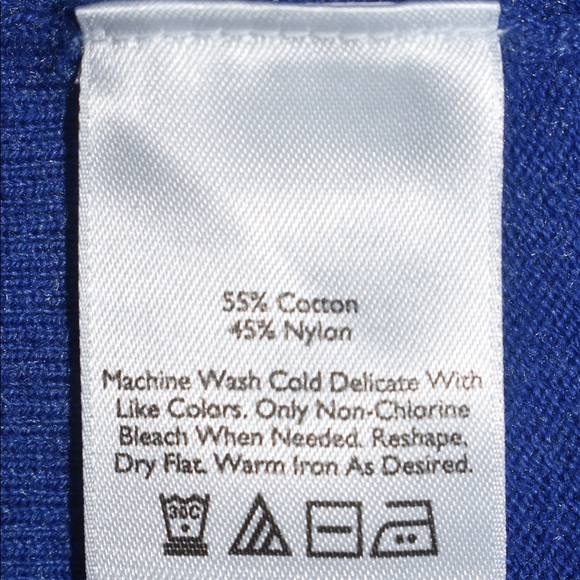 55% Cotton
45% Nylon
Machine Wash Cold Delicate With
Like Colors. Only Non-Chlorine
Bleach When Needed. Reshape,
Dry Flat. Warm Iron As Desired.
30C